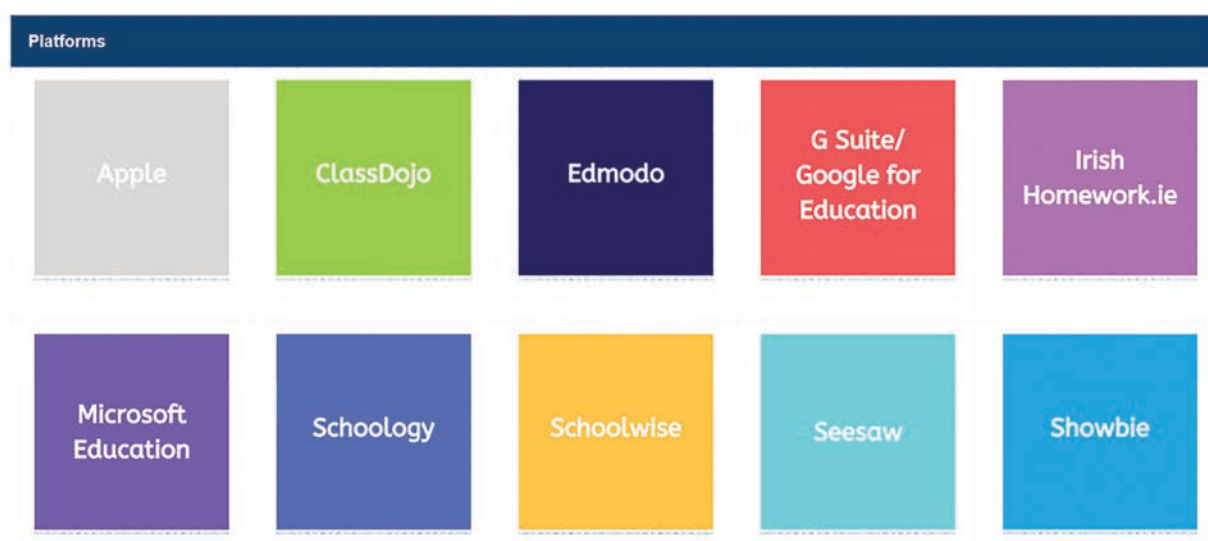 Platforms
Apple
ClassDojo
Edmodo
G Suite/
Google for
Education
Irish
Homework.ie
Microsoft
Education
Schoology
Schoolwise
Seesaw
Showbie